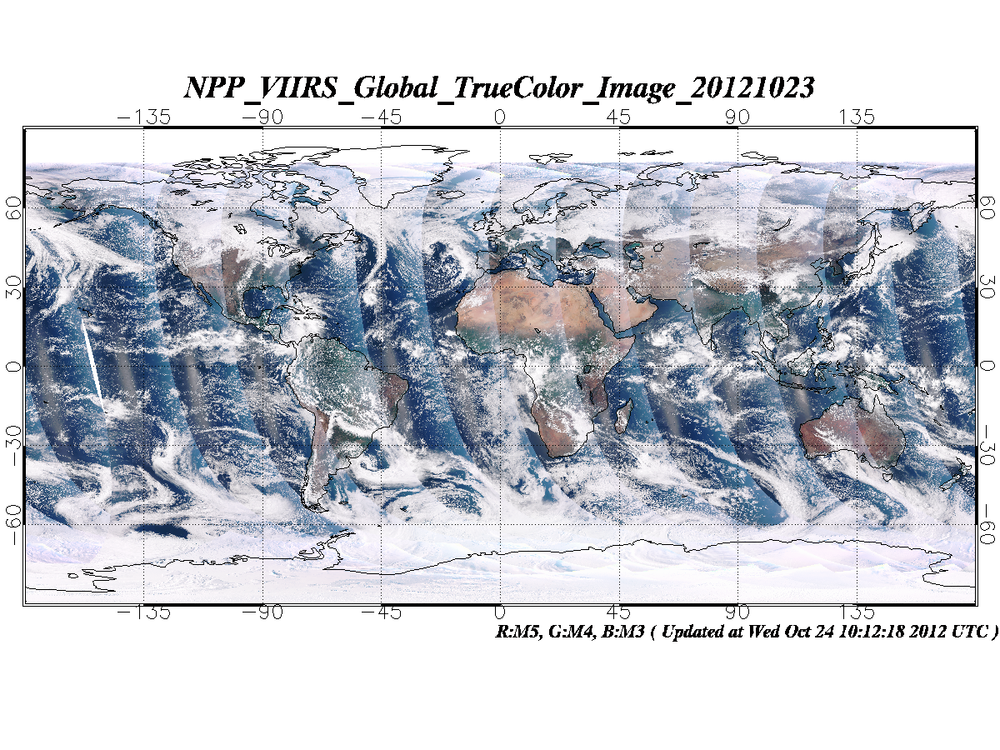 NPP_VIIRS_Global_TrueColor_Image_20121023
−135 −90 −45 0 45 90 135
60 60
30 30
0 0
−30 −30
−60 −60
−135 −90 −45 0 45 90 135
R:M5, G:M4, B:M3 ( Updated at Wed Oct 24 10:12:18 2012 UTC )